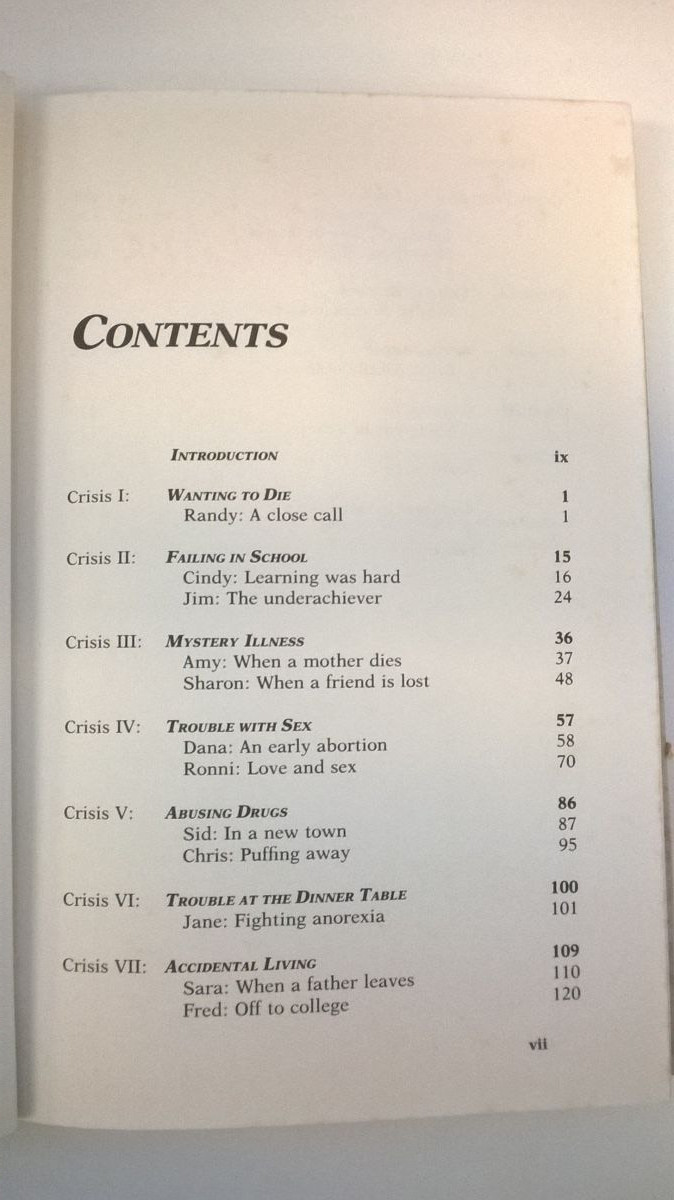 CONTENTS
INTRODUCTION ix
Crisis I: WANTING TO DIE 1
Randy: A close call 1
Crisis II: FAILING IN SCHOOL 15
Cindy: Learning was hard 16
Jim: The underachiever 24
Crisis III: MYSTERY ILLNESS 36
Amy: When a mother dies 37
Sharon: When a friend is lost 48
Crisis IV: TROUBLE WITH SEX 57
Dana: An early abortion 58
Ronni: Love and sex 70
Crisis V: ABUSING DRUGS 86
Sid: In a new town 87
Chris: Puffing away 95
Crisis VI: TROUBLE AT THE DINNER TABLE 100
Jane: Fighting anorexia 101
Crisis VII: ACCIDENTAL LIVING 109
Sara: When a father leaves 110
Fred: Off to college 120
vii